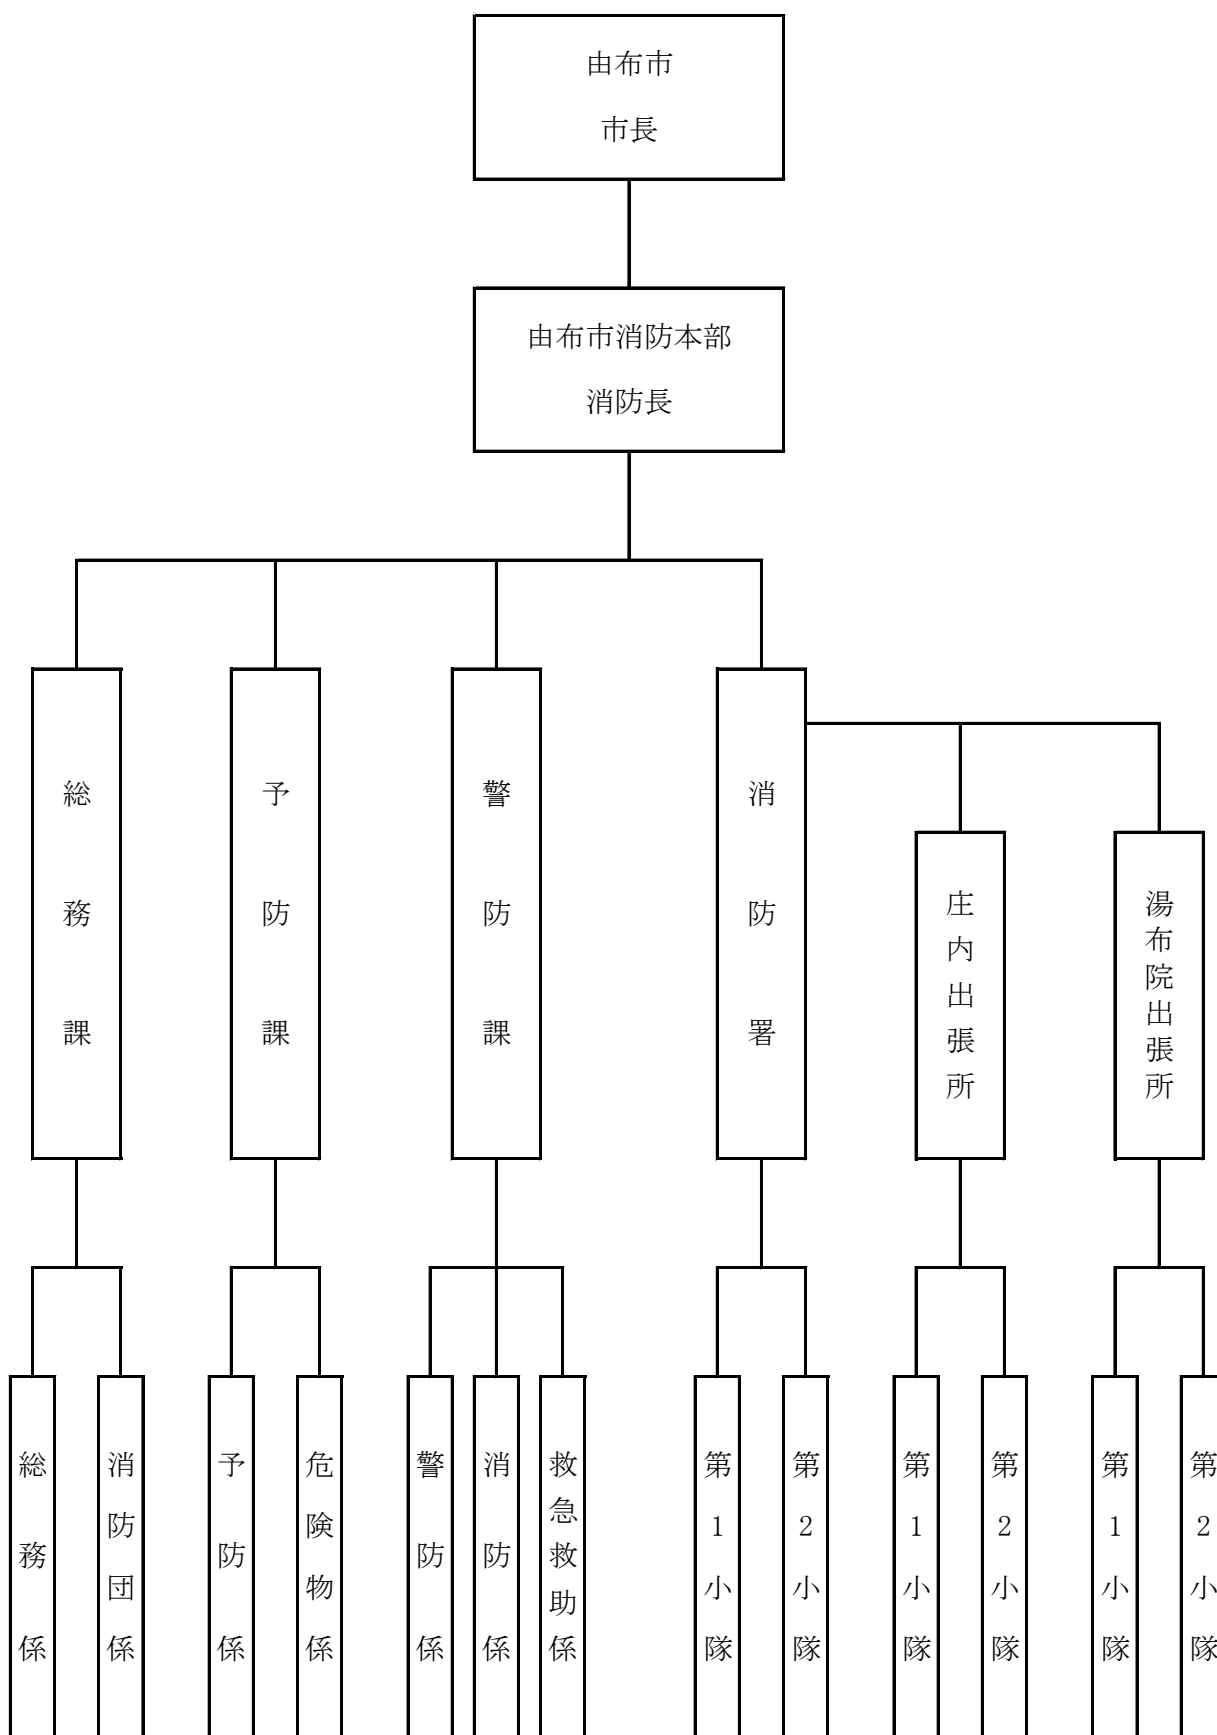 由布市
市長
由布市消防本部
消防長
総務課
予防課
警防課
消防署
庄内出張所
湯布院出張所
総務係
消防団係
予防係
危険物係
警防係
消防係
救急救助係
第1小隊
第2小隊
第1小隊
第2小隊
第1小隊
第2小隊